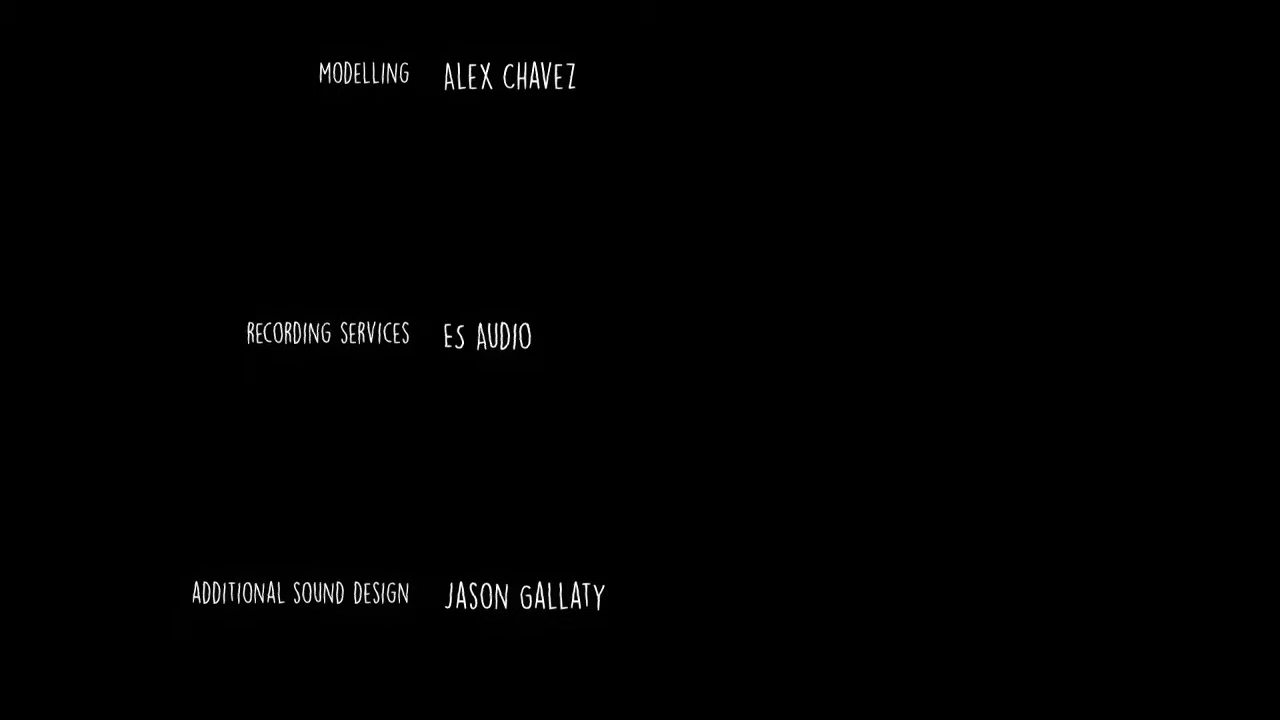 MODELLING ALEX CHAVEZ
RECORDING SERVICES ES AUDIO
ADDITIONAL SOUND DESIGN JASON GALLATY